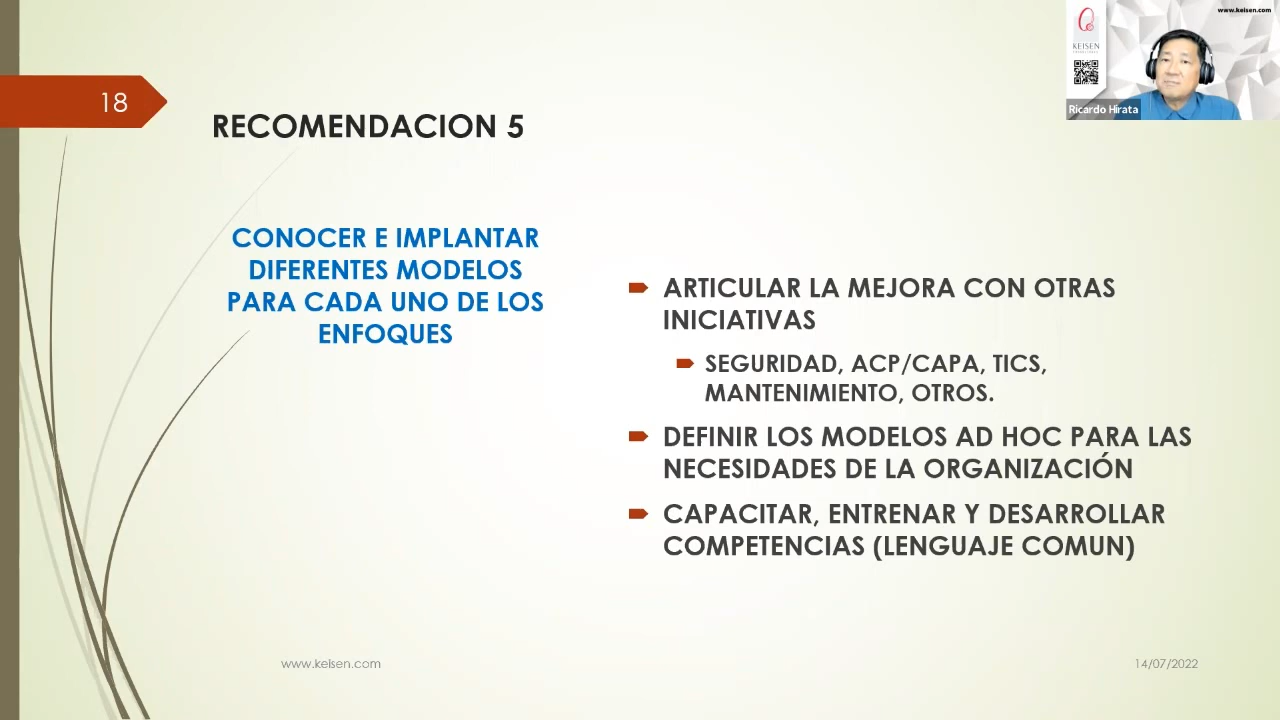 18
RECOMENDACION 5
CONOCER E IMPLANTAR
DIFERENTES MODELOS
PARA CADA UNO DE LOS
ENFOQUES
ARTICULAR LA MEJORA CON OTRAS
INICIATIVAS
SEGURIDAD, ACP/CAPA, TICS,
MANTENIMIENTO, OTROS.
DEFINIR LOS MODELOS AD HOC PARA LAS
NECESIDADES DE LA ORGANIZACIÓN
CAPACITAR, ENTRENAR Y DESARROLLAR
COMPETENCIAS (LENGUAJE COMUN)
www.keisen.com
14/07/2022
www.keisen.com
KEISEN
Ricardo Hirata